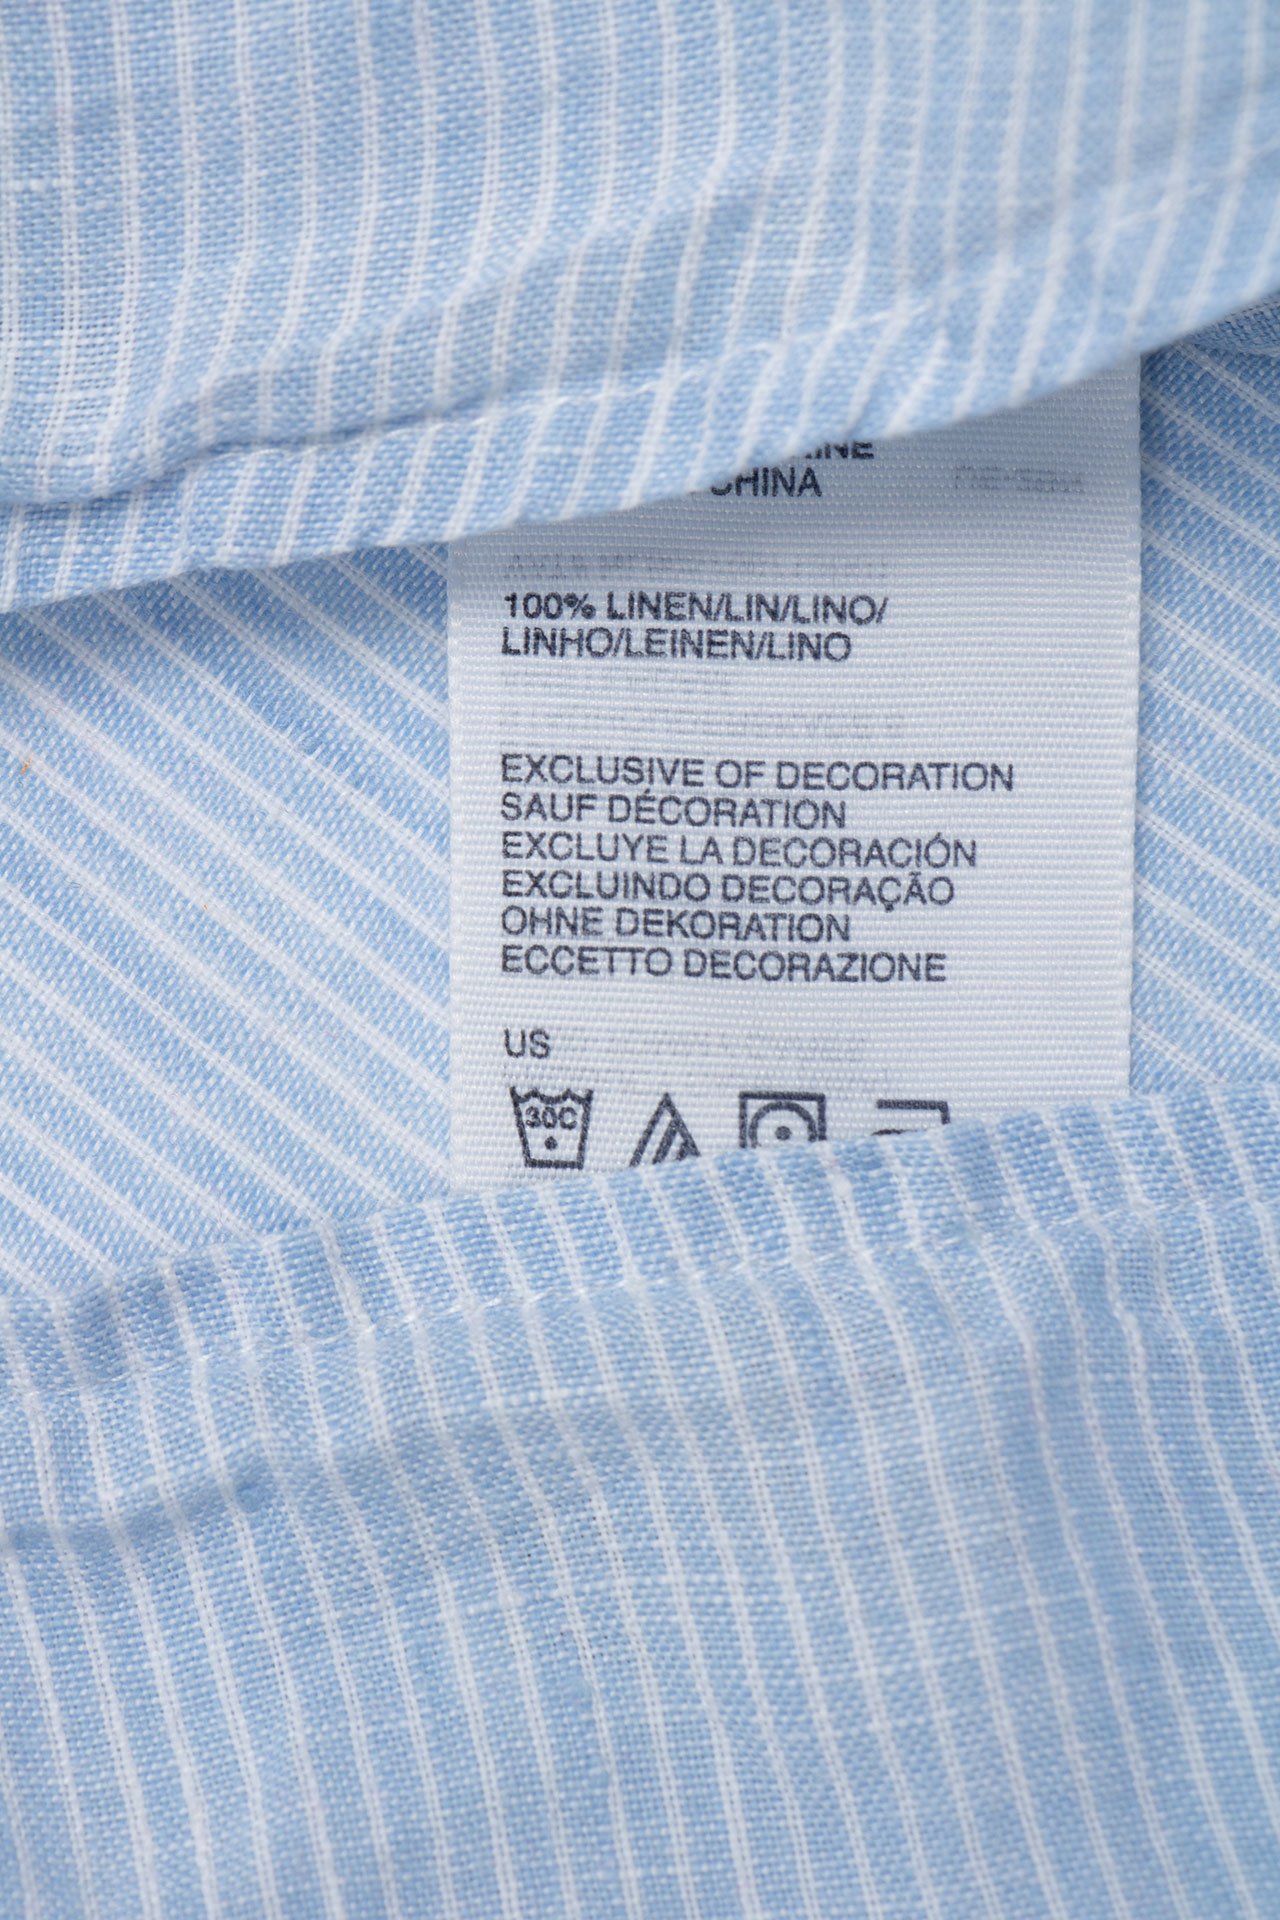 CHINA
100% LINEN/LIN/LINO/
LINHO/LEINEN/LINO
EXCLUSIVE OF DECORATION
SAUF DÉCORATION
EXCLUYE LA DECORACIÓN
EXCLUINDO DECORAÇÃO
OHNE DEKORATION
ECCETTO DECORAZIONE
US
30C